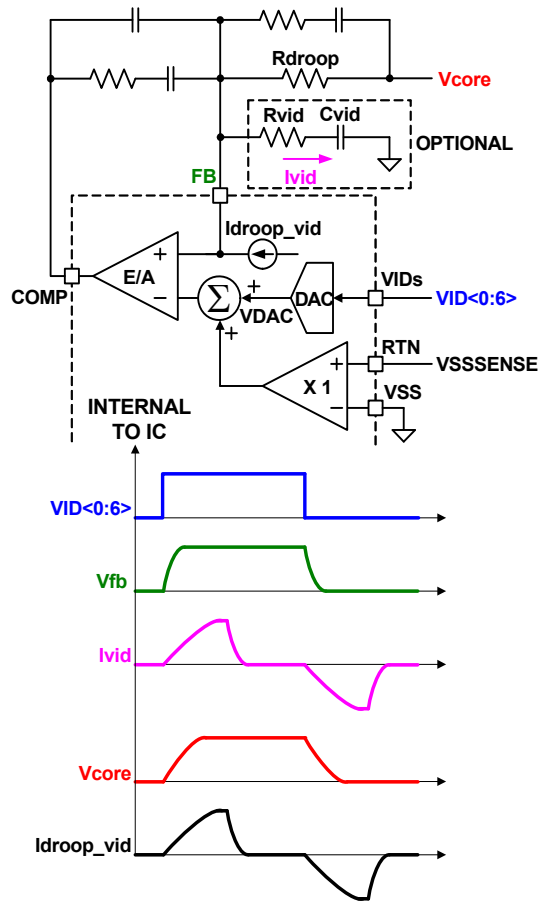 Rdroop
Vcore
Rvid
Cvid
OPTIONAL
Ivid
FB
Idroop_vid
+
E/A
−
COMP
Σ
+
+
VDAC
DAC
VIDs
VID<0:6>
RTN
+
VSSSENSE
X 1
VSS
−
INTERNAL
TO IC
VID<0:6>
Vfb
Ivid
Vcore
Idroop_vid